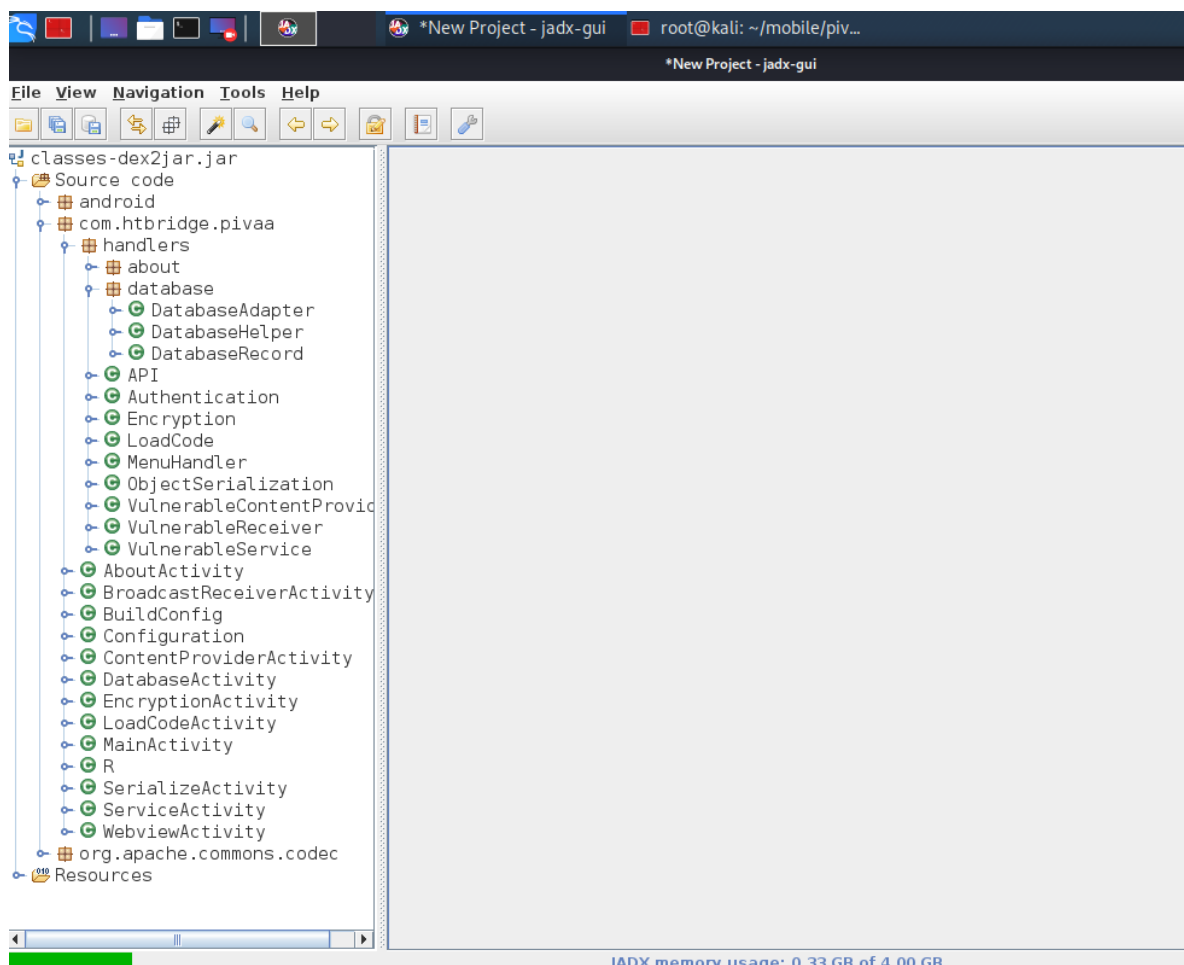 *New Project - jadx-gui
root@kali: ~/mobile/piv...
*New Project - jadx-gui
File View Navigation Tools Help
classes-dex2jar.jar
Source code
android
com.htbridge.pivaa
handlers
about
database
DatabaseAdapter
DatabaseHelper
DatabaseRecord
API
Authentication
Encryption
LoadCode
MenuHandler
ObjectSerialization
VulnerableContentProvic
VulnerableReceiver
VulnerableService
AboutActivity
BroadcastReceiverActivity
BuildConfig
Configuration
ContentProviderActivity
DatabaseActivity
EncryptionActivity
LoadCodeActivity
MainActivity
R
SerializeActivity
ServiceActivity
WebviewActivity
org.apache.commons.codec
Resources
JADX memory usage: 0.33 GB of 4.00 GB